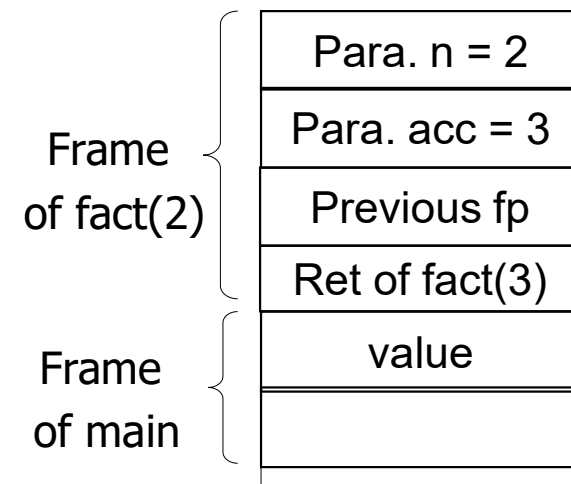 Para. n = 2
Para. acc = 3
Frame
of fact(2)
Previous fp
Ret of fact(3)
value
Frame
of main